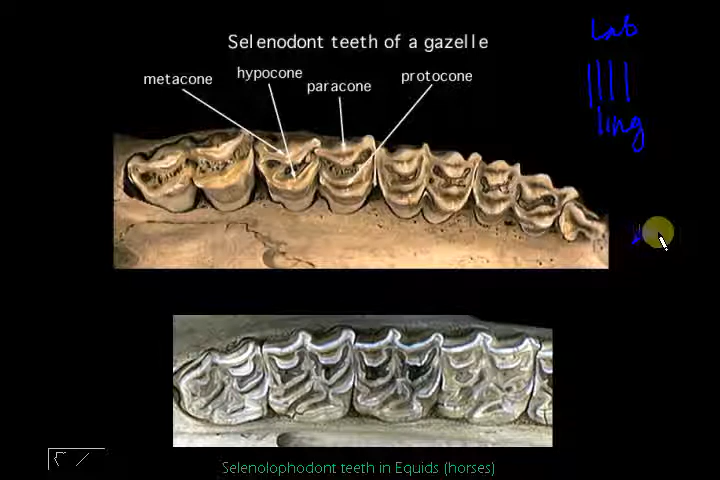 Lab
Selenodont teeth of a gazelle
metacone
hypocone
paracone
protocone
ling
Selenolophodont teeth in Equids (horses)